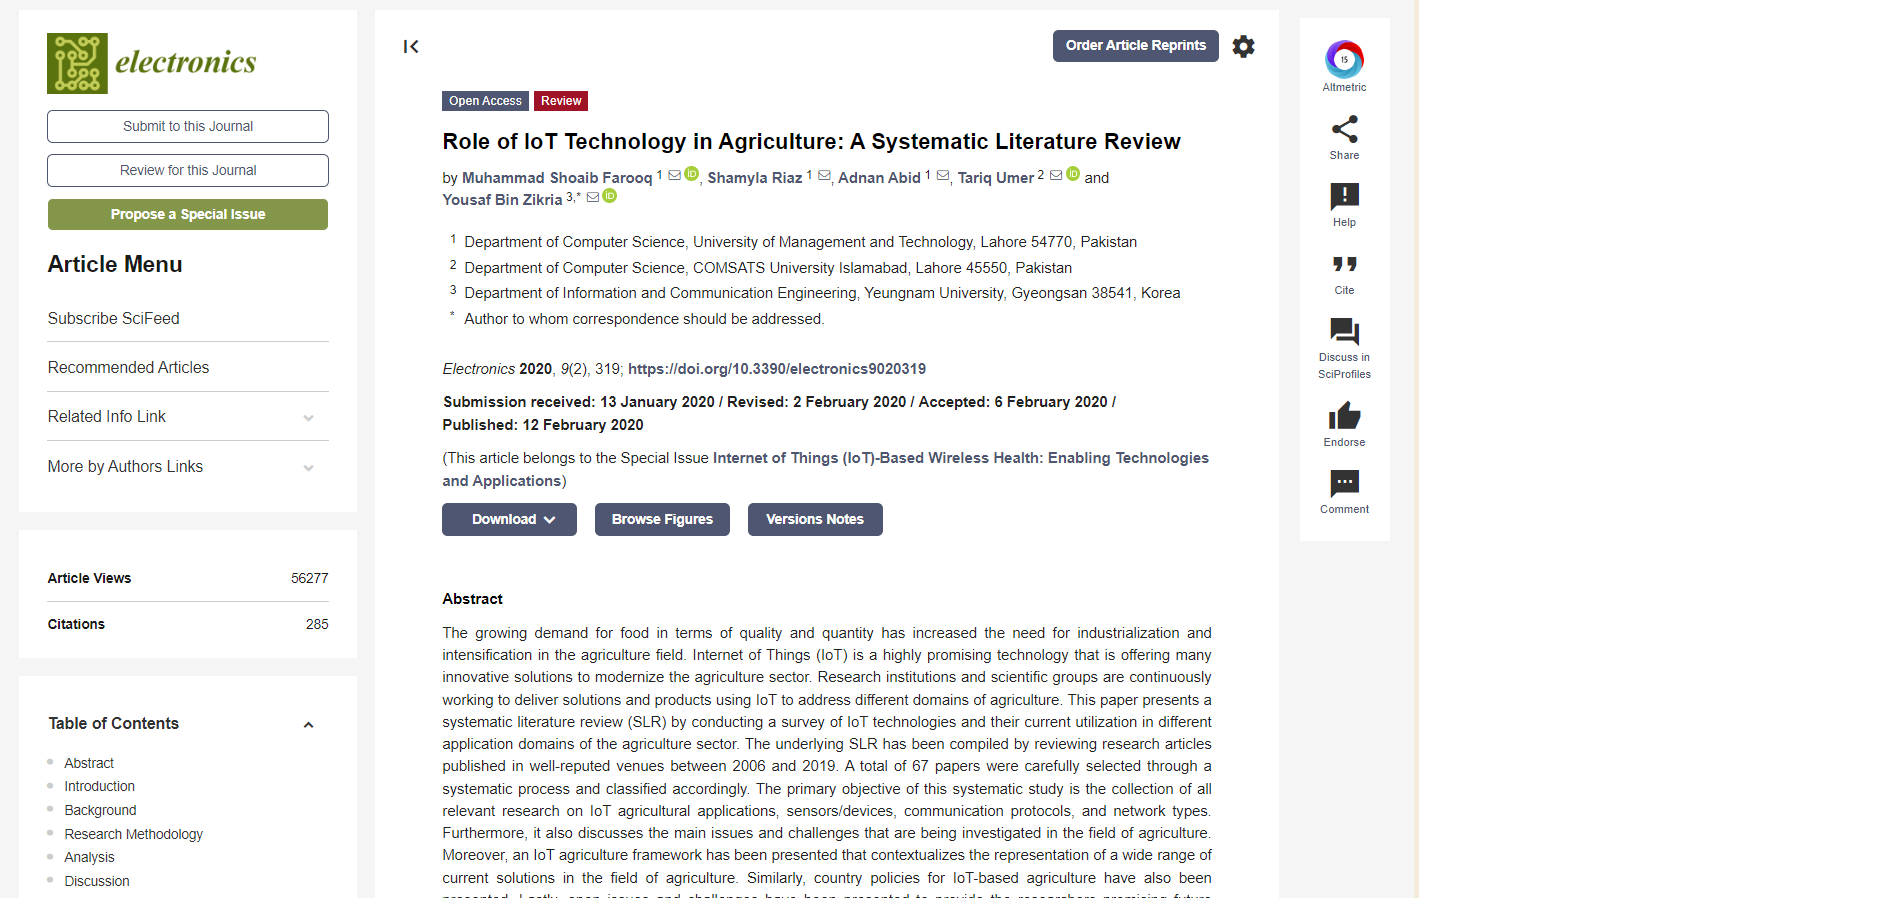 electronics
Submit to this Journal
Review for this Journal
Propose a Special Issue
Article Menu
Subscribe SciFeed
Recommended Articles
Related Info Link
More by Authors Links
Article Views 56277
Citations 285
Table of Contents
Abstract
Introduction
Background
Research Methodology
Analysis
Discussion
Order Article Reprints
Open Access Review
Role of IoT Technology in Agriculture: A Systematic Literature Review
by Muhammad Shoaib Farooq 1 iD, Shamyla Riaz 1, Adnan Abid 1, Tariq Umer 2 iD and
Yousaf Bin Zikria 3,* iD
1 Department of Computer Science, University of Management and Technology, Lahore 54770, Pakistan
2 Department of Computer Science, COMSATS University Islamabad, Lahore 45550, Pakistan
3 Department of Information and Communication Engineering, Yeungnam University, Gyeongsan 38541, Korea
* Author to whom correspondence should be addressed.
Electronics 2020, 9(2), 319; https://doi.org/10.3390/electronics9020319
Submission received: 13 January 2020 / Revised: 2 February 2020 / Accepted: 6 February 2020 /
Published: 12 February 2020
(This article belongs to the Special Issue Internet of Things (IoT)-Based Wireless Health: Enabling Technologies
and Applications)
Download Browse Figures Versions Notes
Abstract
The growing demand for food in terms of quality and quantity has increased the need for industrialization and
intensification in the agriculture field. Internet of Things (IoT) is a highly promising technology that is offering many
innovative solutions to modernize the agriculture sector. Research institutions and scientific groups are continuously
working to deliver solutions and products using IoT to address different domains of agriculture. This paper presents a
systematic literature review (SLR) by conducting a survey of IoT technologies and their current utilization in different
application domains of the agriculture sector. The underlying SLR has been compiled by reviewing research articles
published in well-reputed venues between 2006 and 2019. A total of 67 papers were carefully selected through a
systematic process and classified accordingly. The primary objective of this systematic study is the collection of all
relevant research on IoT agricultural applications, sensors/devices, communication protocols, and network types.
Furthermore, it also discusses the main issues and challenges that are being investigated in the field of agriculture.
Moreover, an IoT agriculture framework has been presented that contextualizes the representation of a wide range of
current solutions in the field of agriculture. Similarly, country policies for IoT-based agriculture have also been
15
Altmetric
Share
Help
Cite
Discuss in
SciProfiles
Endorse
Comment